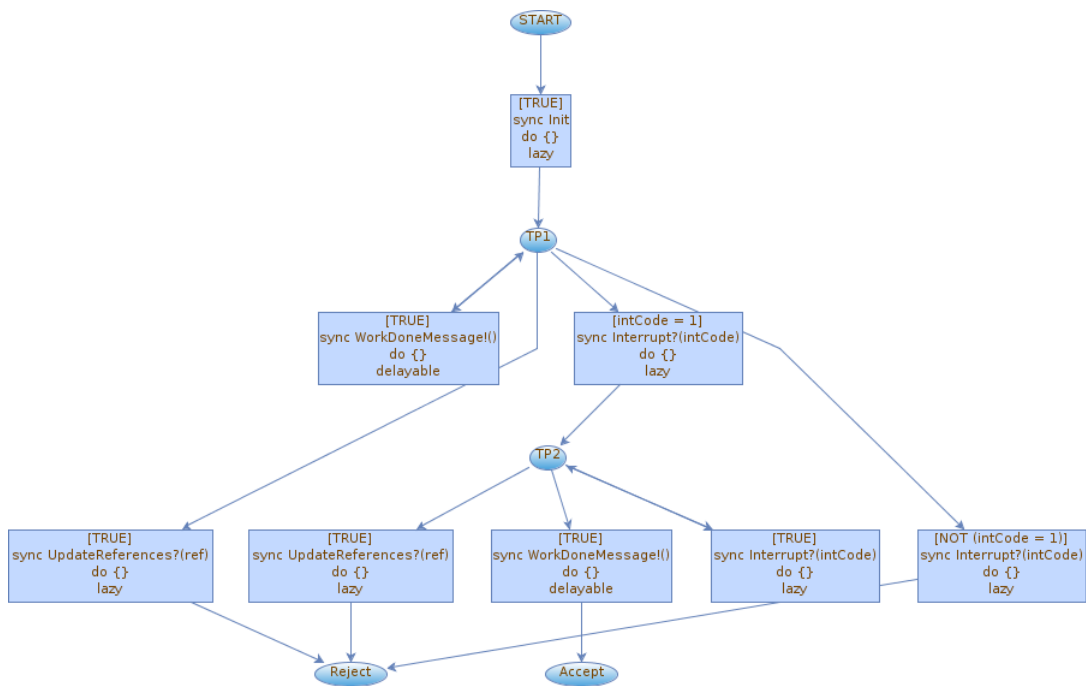 START
[TRUE]
sync Init
do {}
lazy
TP1
[TRUE]
sync WorkDoneMessage!()
do {}
delayable
[intCode = 1]
sync Interrupt?(intCode)
do {}
lazy
TP2
[TRUE]
sync UpdateReferences?(ref)
do {}
lazy
[TRUE]
sync UpdateReferences?(ref)
do {}
lazy
[TRUE]
sync WorkDoneMessage!()
do {}
delayable
[TRUE]
sync Interrupt?(intCode)
do {}
lazy
[NOT (intCode = 1)]
sync Interrupt?(intCode)
do {}
lazy
Reject
Accept